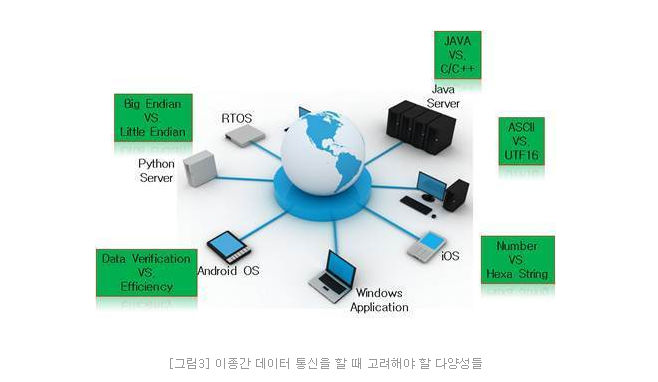 JAVA
VS,
C/C++
Java
Server
Big Endian
VS,
Little Endian
RTOS
ASCII
VS,
UTF16
Python
Server
Number
VS
Hexa String
Data Verification
VS,
Efficiency
Android OS
iOS
Windows
Application
[그림3] 이종간 데이터 통신을 할 때 고려해야 할 다양성들